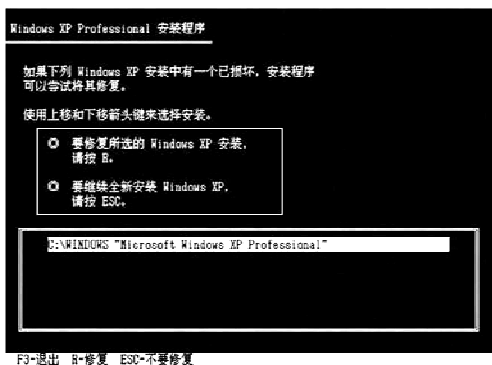 Windows XP Professional 安装程序
如果下列 Windows XP 安装中有一个已损坏，安装程序
可以尝试将其修复。
使用上移和下移箭头键来选择安装。
要修复所选的 Windows XP 安装，
请按 R。
要继续全新安装 Windows XP，
请按 ESC。
C:\WINDOWS "Microsoft Windows XP Professional"
F3-退出 R-修复 ESC-不要修复